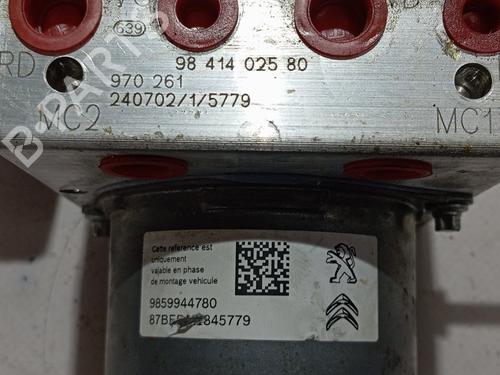 639
98 414 025 80
RD
970 261
240702/1/5779
MC2
MC1
Cette reference est
uniquement
valable en phase
de montage vehicule
9859944780
B-PARTS